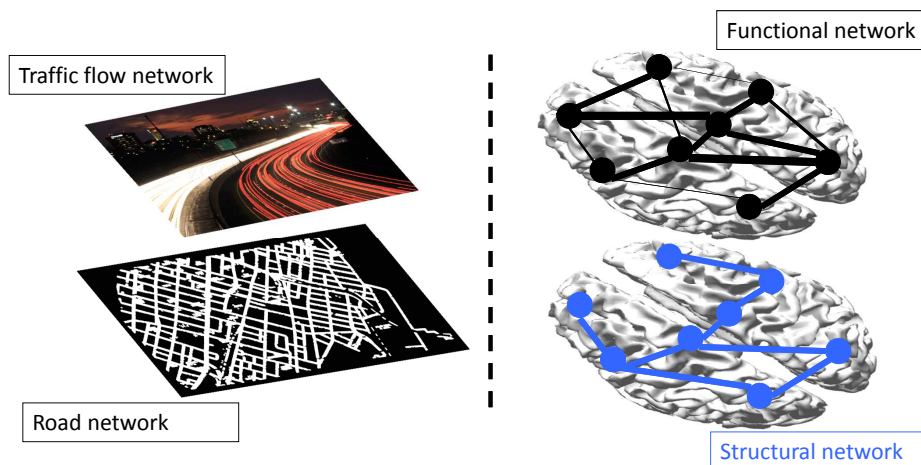 Functional network
Traffic flow network
Road network
Structural network